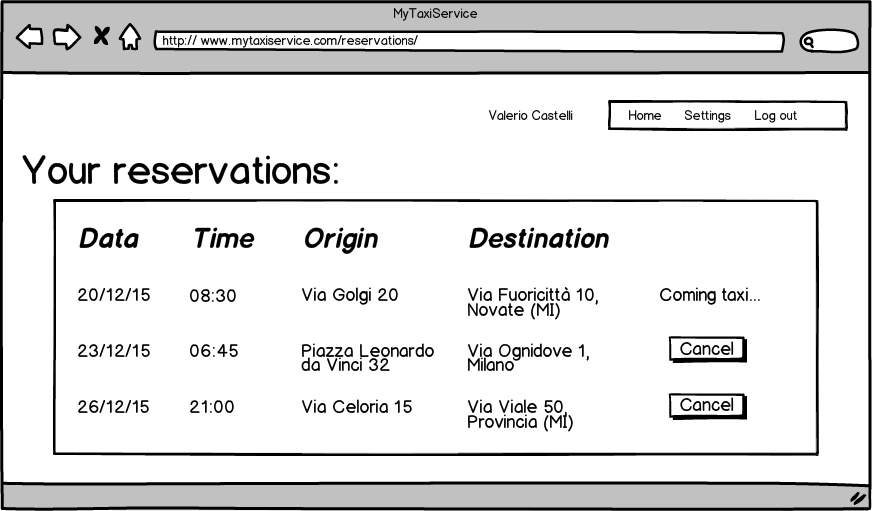 MyTaxiService
http:// www.mytaxiservice.com/reservations/
Valerio Castelli Home Settings Log out
Your reservations:
Data Time Origin Destination
20/12/15 08:30 Via Golgi 20 Via Fuoricittà 10, Coming taxi...
Novate (MI)
23/12/15 06:45 Piazza Leonardo Via Ognidove 1, Cancel
da Vinci 32 Milano
26/12/15 21:00 Via Celoria 15 Via Viale 50, Cancel
Provincia (MI)